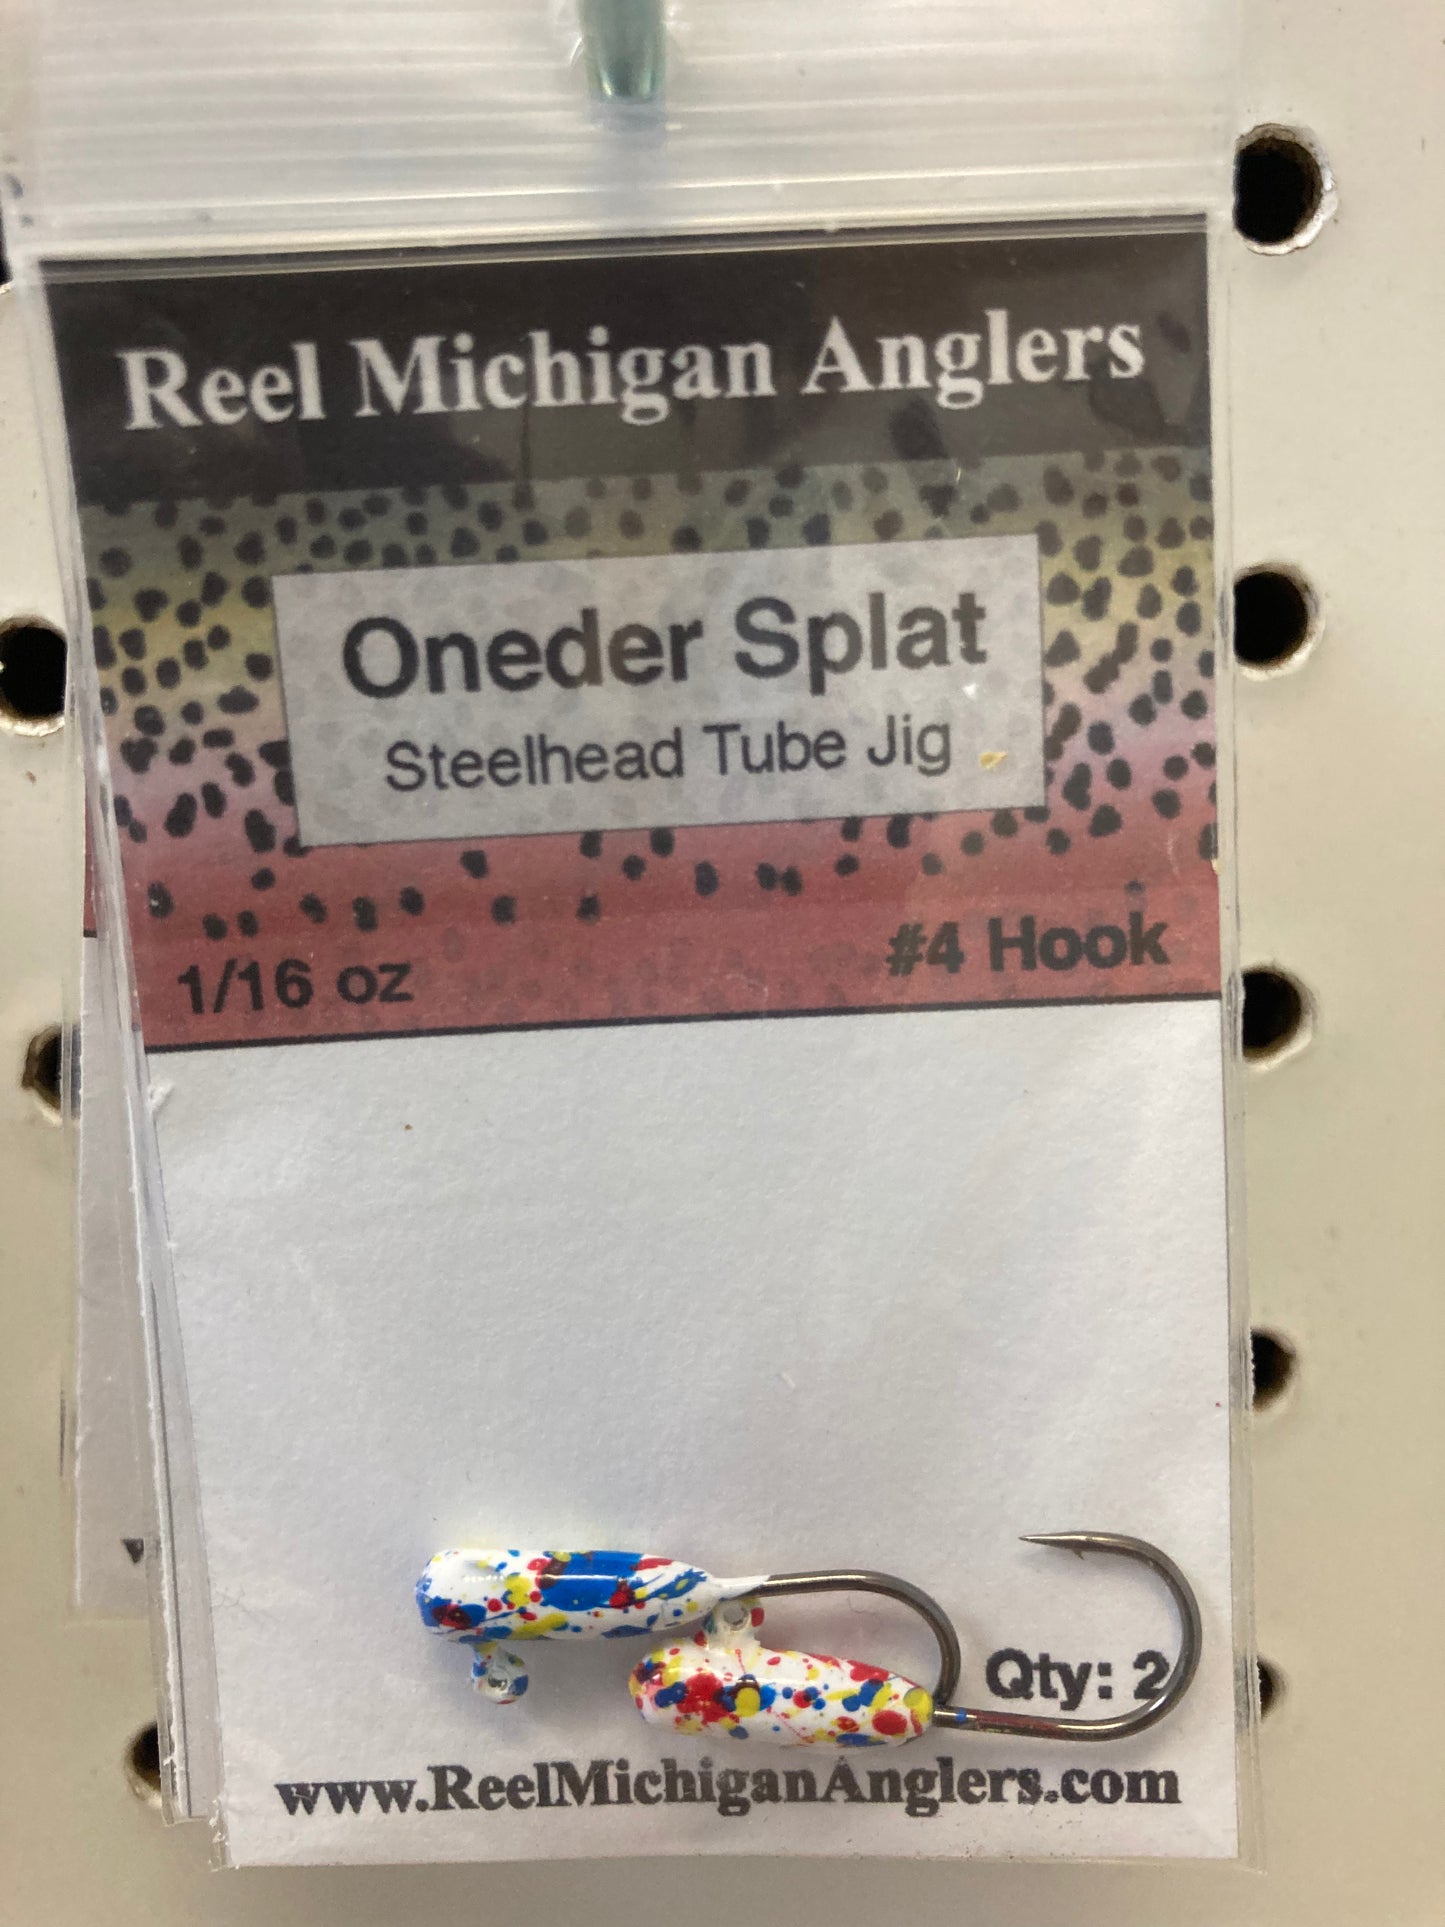 Reel Michigan Anglers
Oneder Splat
Steelhead Tube Jig
1/16 oz
#4 Hook
Qty: 2
www.ReelMichiganAnglers.com